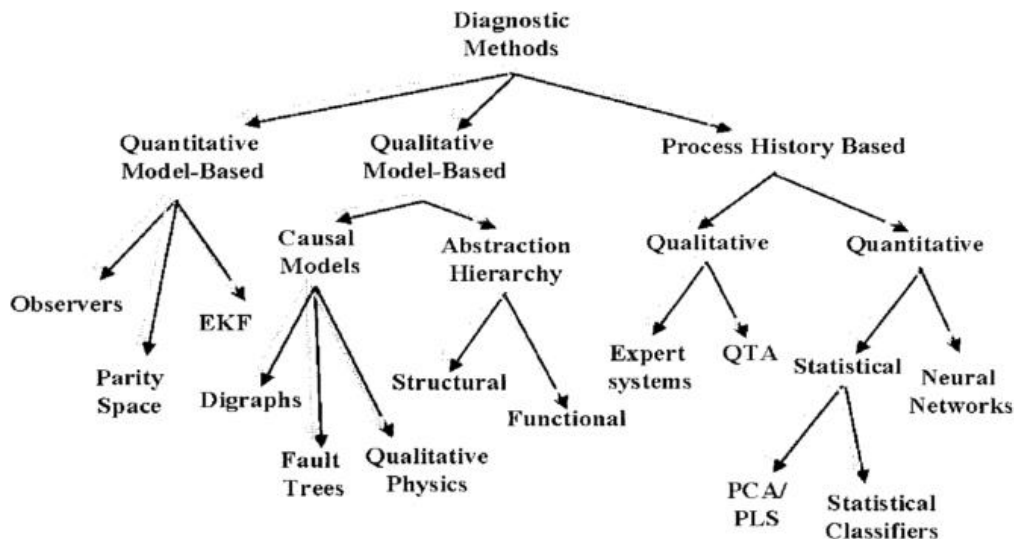 Diagnostic
Methods
Quantitative
Model-Based
Qualitative
Model-Based
Process History Based
Causal
Models
Abstraction
Hierarchy
Qualitative
Quantitative
Observers
EKF
Parity
Space
Digraphs
Fault
Trees
Qualitative
Physics
Structural
Functional
Expert
systems
QTA
Statistical
Neural
Networks
PCA/
PLS
Statistical
Classifiers